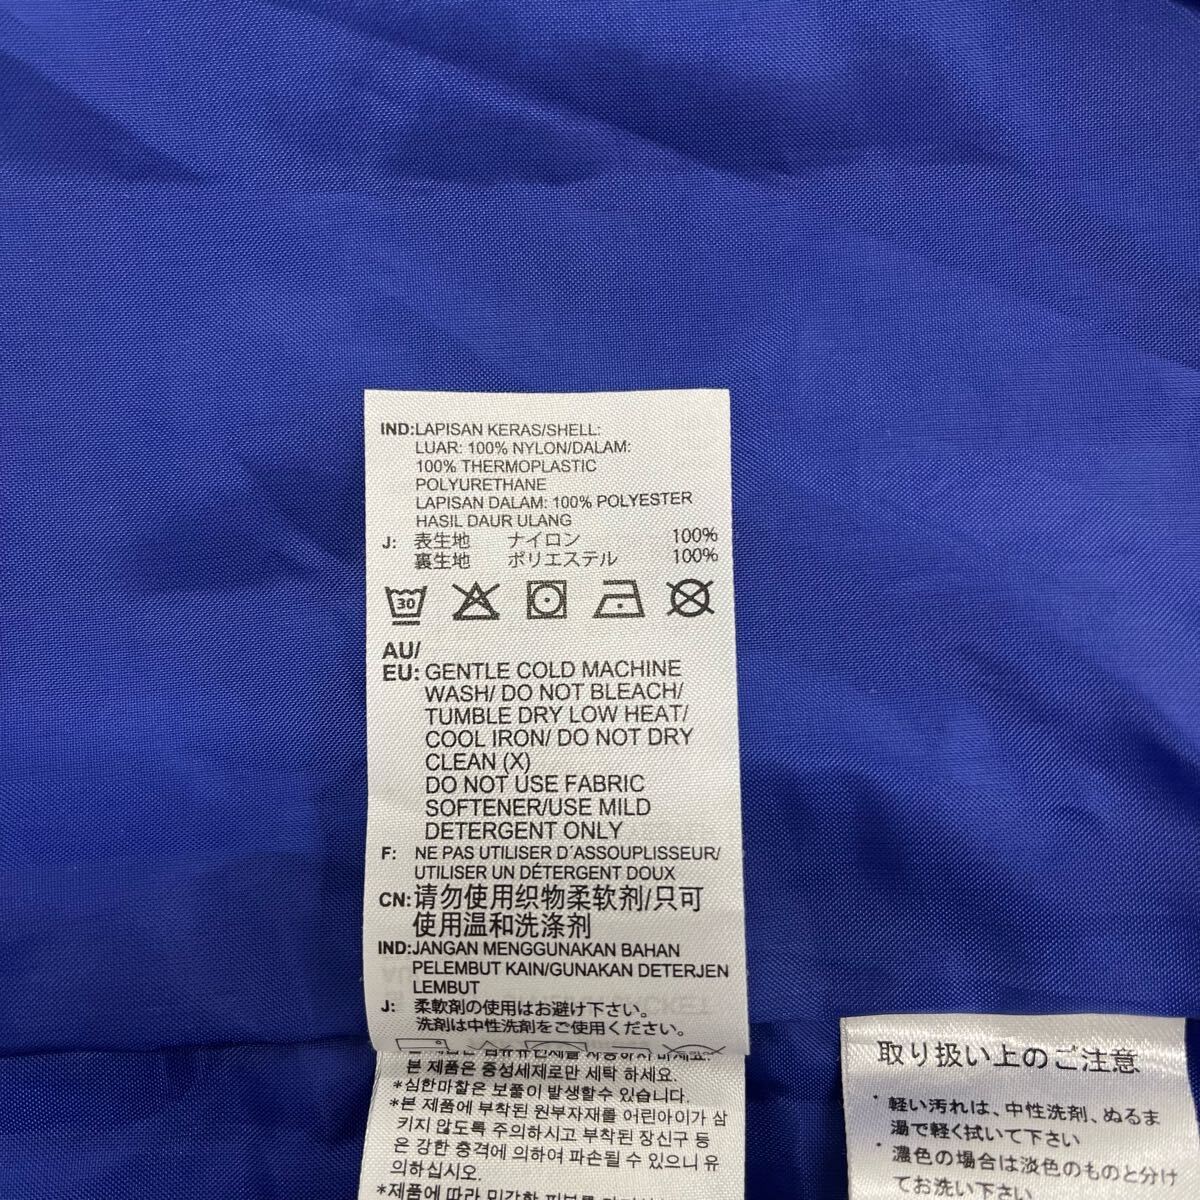 IND:LAPISAN KERAS/SHELL:
LUAR: 100% NYLON/DALAM:
100% THERMOPLASTIC
POLYURETHANE
LAPISAN DALAM: 100% POLYESTER
HASIL DAUR ULANG
J: 表生地 ナイロン 100%
裏生地 ポリエステル 100%
30
AU/
EU: GENTLE COLD MACHINE
WASH/ DO NOT BLEACH/
TUMBLE DRY LOW HEAT/
COOL IRON/ DO NOT DRY
CLEAN (X)
DO NOT USE FABRIC
SOFTENER/USE MILD
DETERGENT ONLY
F: NE PAS UTILISER D´ASSOUPLISSEUR/
UTILISER UN DÉTERGENT DOUX
CN: 请勿使用织物柔软剂/只可
使用温和洗涤剂
IND:JANGAN MENGGUNAKAN BAHAN
PELEMBUT KAIN/GUNAKAN DETERJEN
LEMBUT
J: 柔軟剤の使用はお避け下さい。
洗剤は中性洗剤をご使用ください。
본 제품은 중성세제로만 세탁 하세요.
*심한마찰은 보풀이 발생할수 있습니다.
*본 제품에 부착된 원부자재를 어린아이가 삼
키지 않도록 주의하시고 부착된 장신구 등
은 강한 충격에 의하여 파손될 수 있으니 유
의하십시오.
*제품에 따라 민감한 피부를
取り扱い上のご注意
・軽い汚れは、中性洗剤、ぬるま
湯で軽く拭いて下さい
・濃色の場合は淡色のものと分け
てお洗い下さい